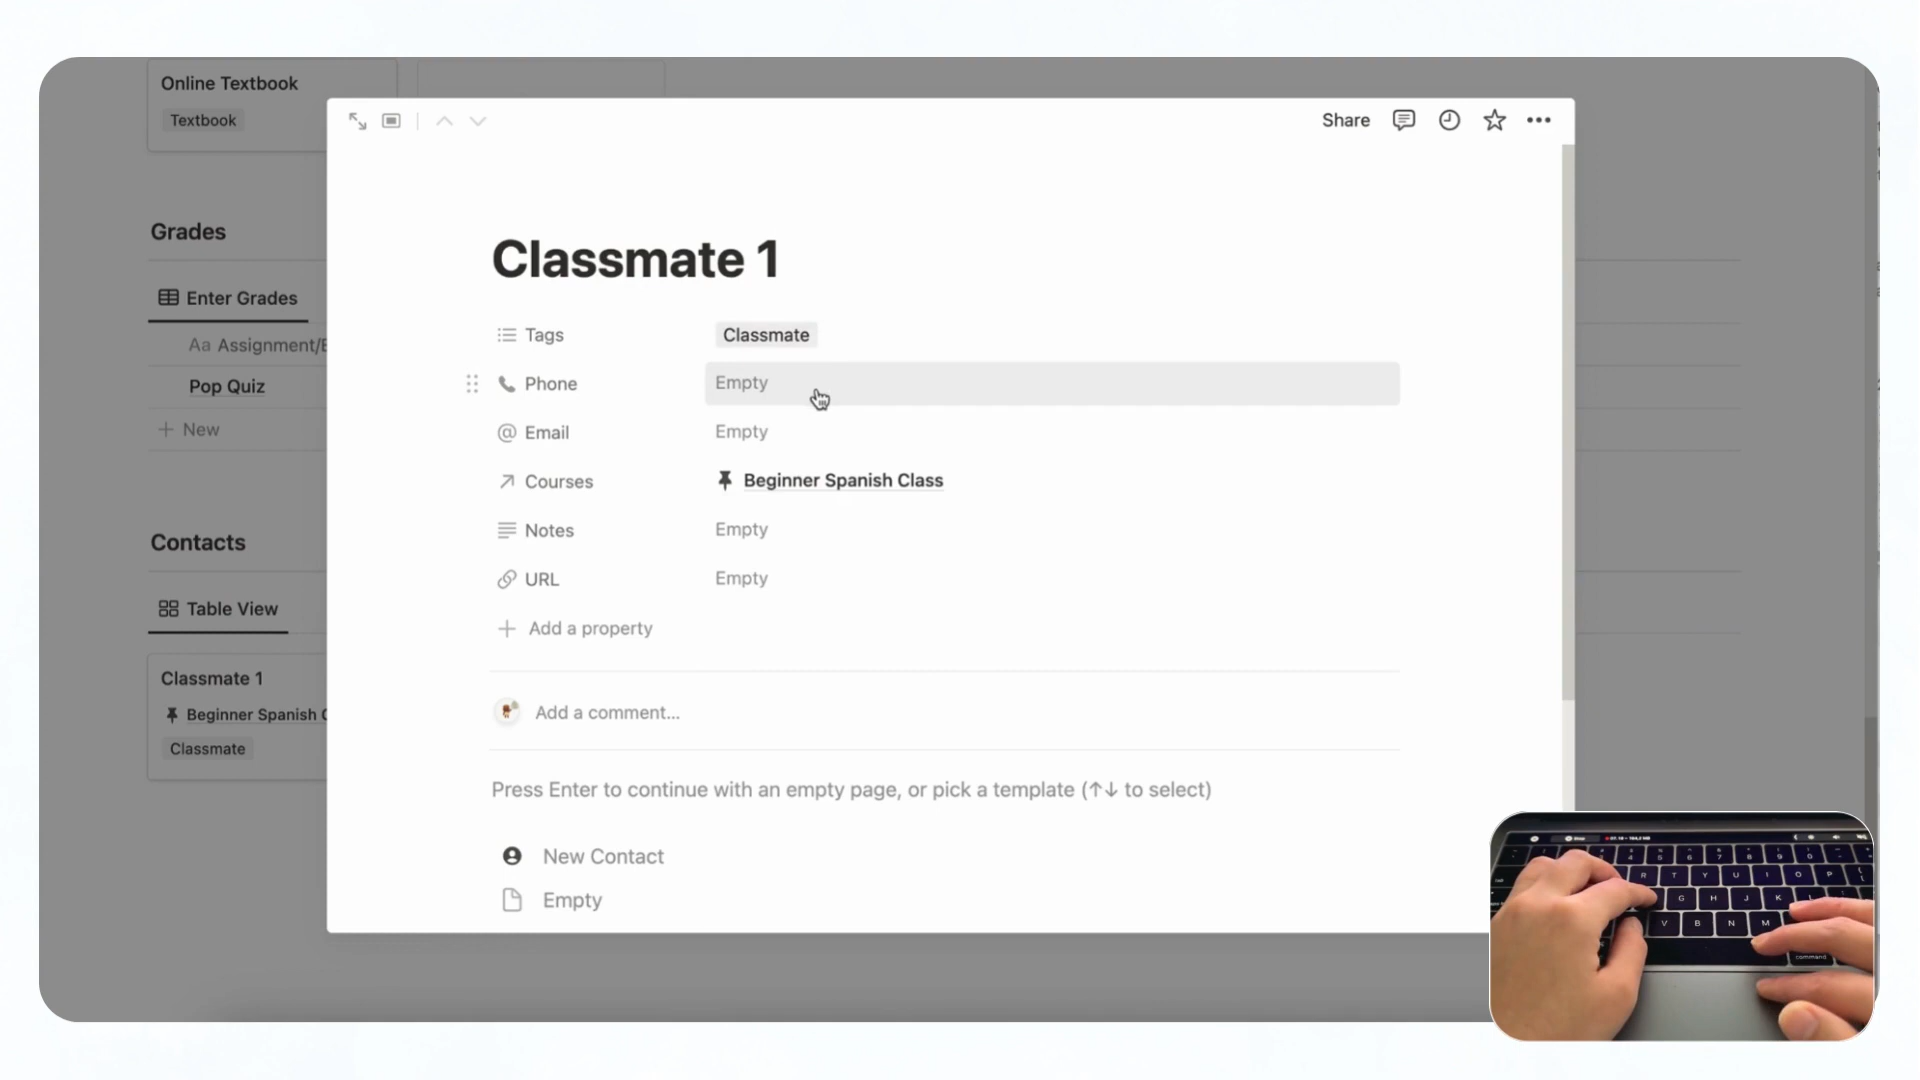 Online Textbook
Textbook
Share
Classmate 1
Grades
Enter Grades
Aa Assignment/E
Pop Quiz
+ New
Tags Classmate
Phone Empty
Email Empty
Courses Beginner Spanish Class
Notes Empty
URL Empty
+ Add a property
Contacts
Table View
Classmate 1
Beginner Spanish C
Classmate
Add a comment...
Press Enter to continue with an empty page, or pick a template (↑↓ to select)
New Contact
Empty
R T Y U I O P
G H J K L
V B N M
command